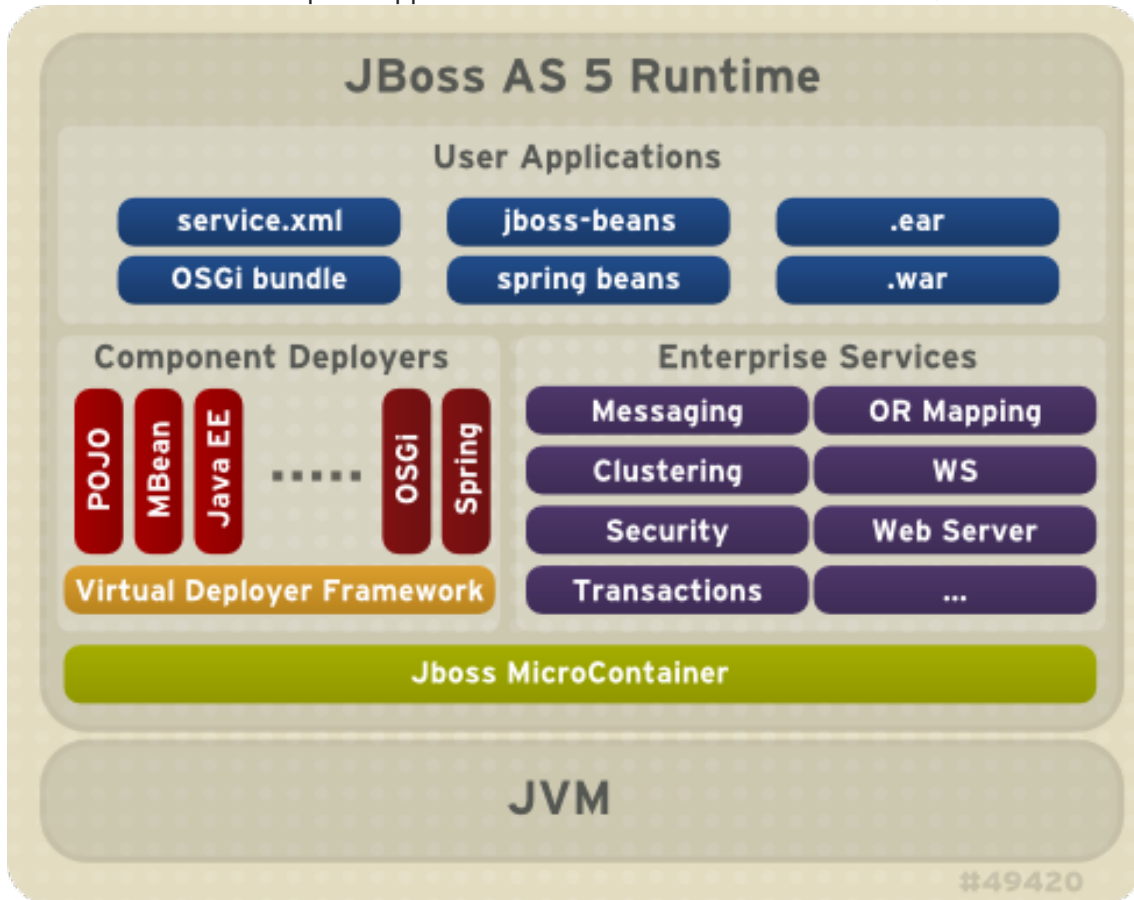 JBoss AS 5 Runtime
User Applications
service.xml
jboss-beans
.ear
OSGi bundle
spring beans
.war
Component Deployers
POJO
MBean
Java EE
.....
OSGi
Spring
Virtual Deployer Framework
Enterprise Services
Messaging
OR Mapping
Clustering
WS
Security
Web Server
Transactions
...
Jboss MicroContainer
JVM
#49420